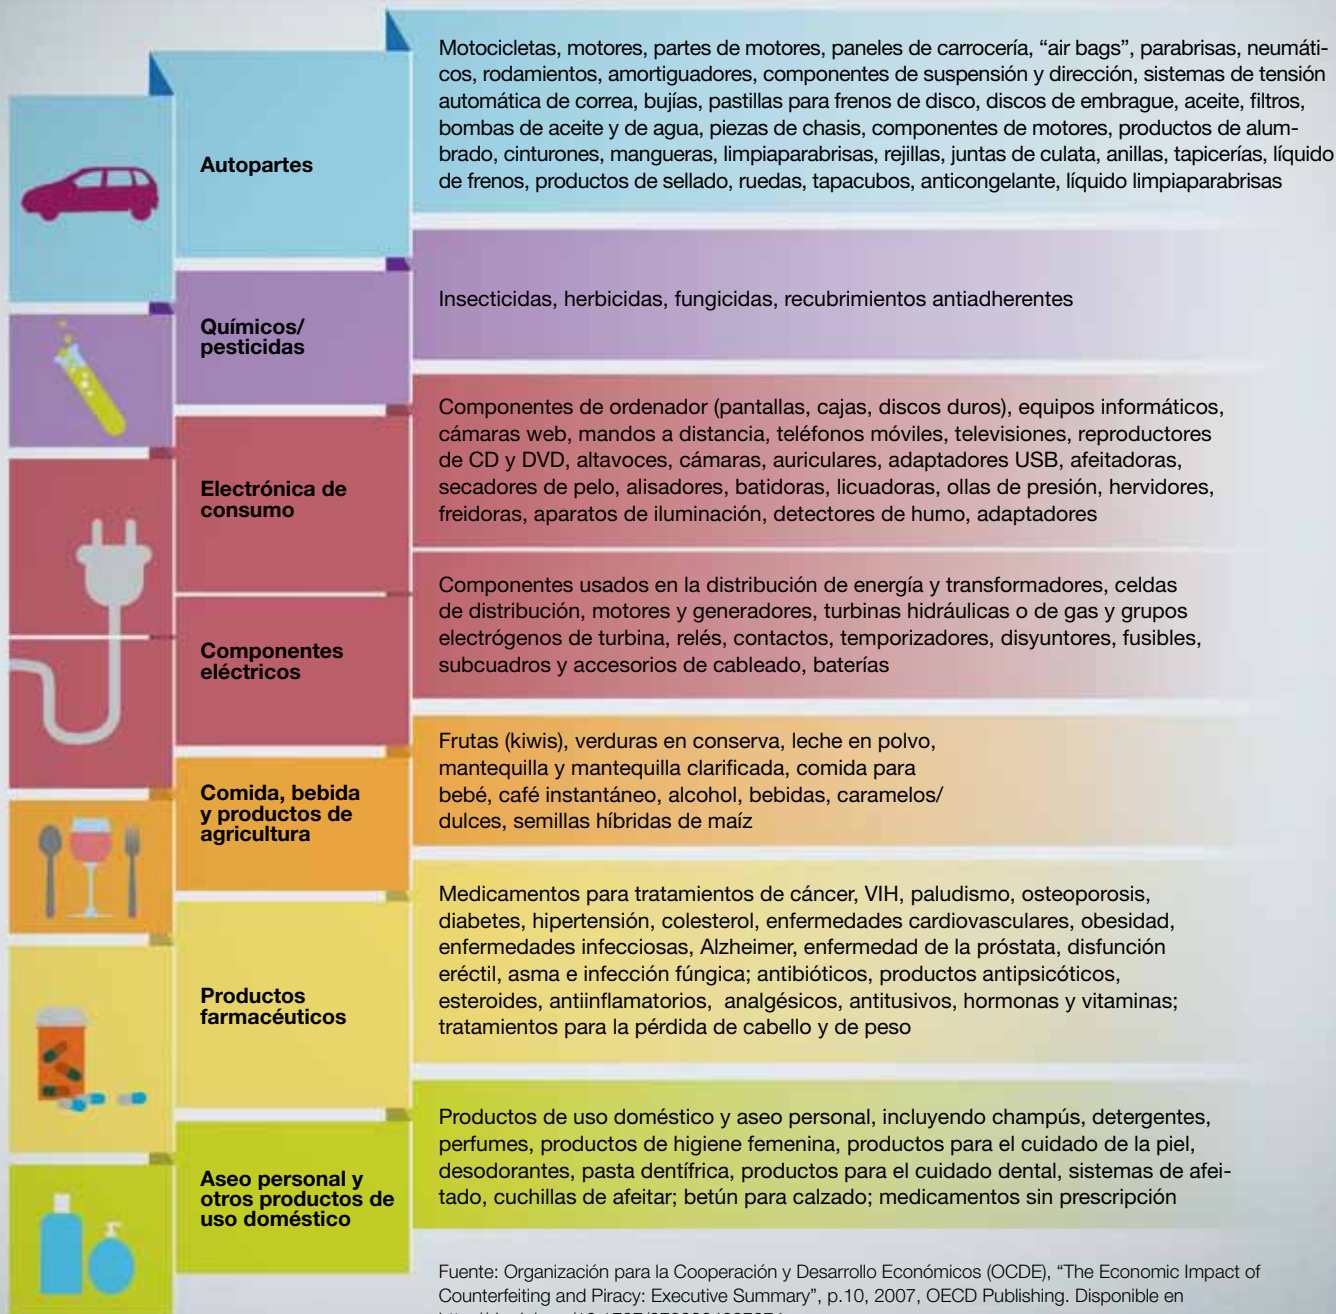 Autopartes
Motocicletas, motores, partes de motores, paneles de carrocería, “air bags”, parabrisas, neumáti-
cos, rodamientos, amortiguadores, componentes de suspensión y dirección, sistemas de tensión
automática de correa, bujías, pastillas para frenos de disco, discos de embrague, aceite, filtros,
bombas de aceite y de agua, piezas de chasis, componentes de motores, productos de alum-
brado, cinturones, mangueras, limpiaparabrisas, rejillas, juntas de culata, anillas, tapicerías, líquido
de frenos, productos de sellado, ruedas, tapacubos, anticongelante, líquido limpiaparabrisas
Químicos/
pesticidas
Insecticidas, herbicidas, fungicidas, recubrimientos antiadherentes
Electrónica de
consumo
Componentes de ordenador (pantallas, cajas, discos duros), equipos informáticos,
cámaras web, mandos a distancia, teléfonos móviles, televisiones, reproductores
de CD y DVD, altavoces, cámaras, auriculares, adaptadores USB, afeitadoras,
secadores de pelo, alisadores, batidoras, licuadoras, ollas de presión, hervidores,
freidoras, aparatos de iluminación, detectores de humo, adaptadores
Componentes
eléctricos
Componentes usados en la distribución de energía y transformadores, celdas
de distribución, motores y generadores, turbinas hidráulicas o de gas y grupos
electrógenos de turbina, relés, contactos, temporizadores, disyuntores, fusibles,
subcuadros y accesorios de cableado, baterías
Comida, bebida
y productos de
agricultura
Frutas (kiwis), verduras en conserva, leche en polvo,
mantequilla y mantequilla clarificada, comida para
bebé, café instantáneo, alcohol, bebidas, caramelos/
dulces, semillas híbridas de maíz
Productos
farmacéuticos
Medicamentos para tratamientos de cáncer, VIH, paludismo, osteoporosis,
diabetes, hipertensión, colesterol, enfermedades cardiovasculares, obesidad,
enfermedades infecciosas, Alzheimer, enfermedad de la próstata, disfunción
eréctil, asma e infección fúngica; antibióticos, productos antipsicóticos,
esteroides, antiinflamatorios, analgésicos, antitusivos, hormonas y vitaminas;
tratamientos para la pérdida de cabello y de peso
Aseo personal y
otros productos de
uso doméstico
Productos de uso doméstico y aseo personal, incluyendo champús, detergentes,
perfumes, productos de higiene femenina, productos para el cuidado de la piel,
desodorantes, pasta dentífrica, productos para el cuidado dental, sistemas de afei-
tado, cuchillas de afeitar; betún para calzado; medicamentos sin prescripción
Fuente: Organización para la Cooperación y Desarrollo Económicos (OCDE), “The Economic Impact of
Counterfeiting and Piracy: Executive Summary”, p.10, 2007, OECD Publishing. Disponible en